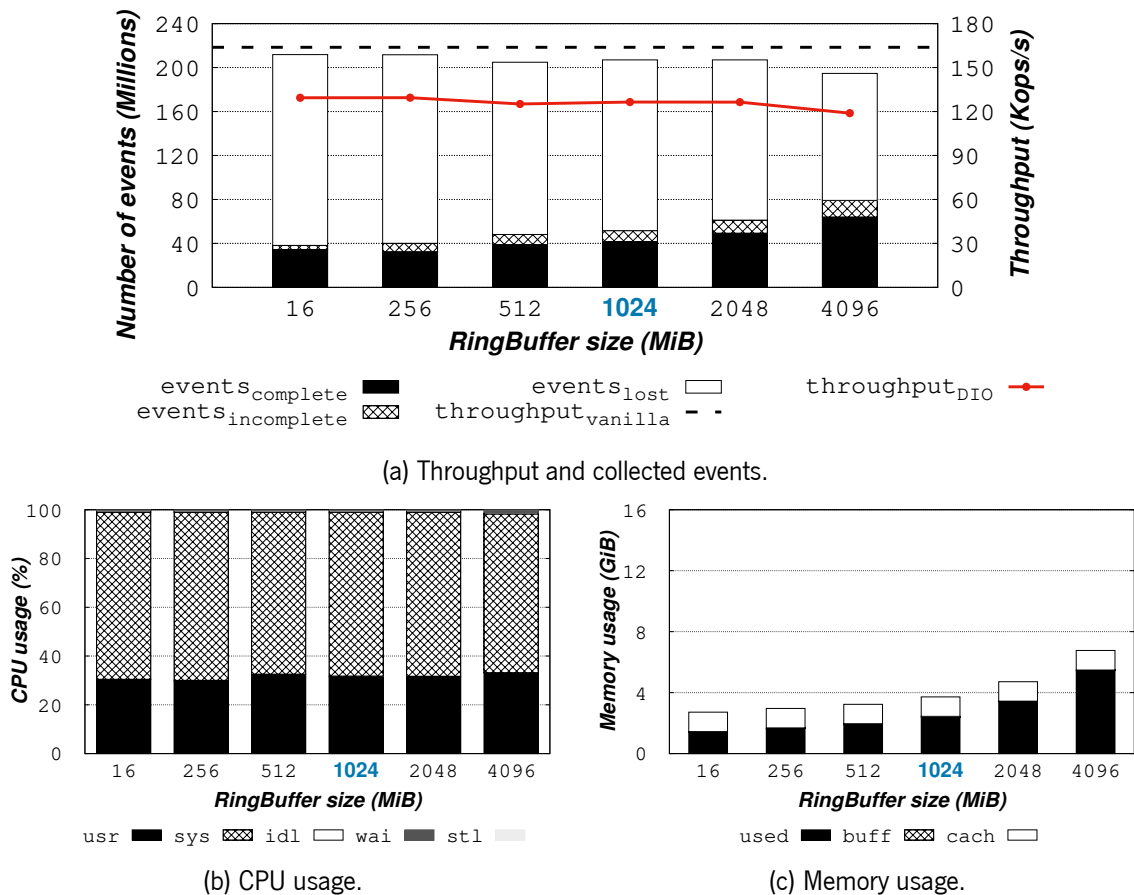 Number of events (Millions)
240
200
160
120
80
40
0
Throughput (Kops/s)
180
150
120
90
60
30
0
16 256 512 1024 2048 4096
RingBuffer size (MiB)
events_complete events_lost throughput_DIO
events_incomplete throughput_vanilla
(a) Throughput and collected events.
CPU usage (%)
100
80
60
40
20
0
16 256 512 1024 2048 4096
RingBuffer size (MiB)
usr sys idl wai stl
(b) CPU usage.
Memory usage (GiB)
16
12
8
4
0
16 256 512 1024 2048 4096
RingBuffer size (MiB)
used buff cach
(c) Memory usage.